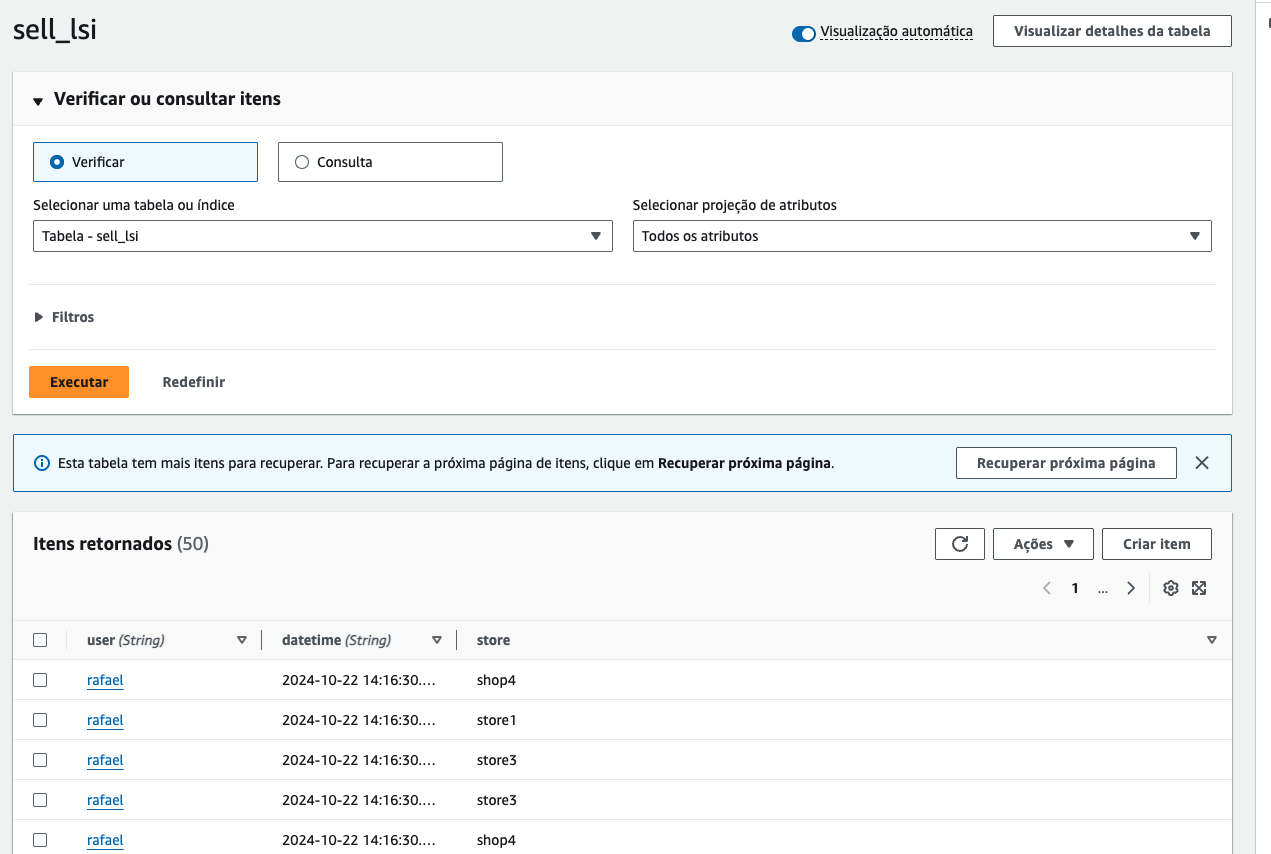 sell_lsi
Visualização automática
Visualizar detalhes da tabela
Verificar ou consultar itens
Verificar
Consulta
Selecionar uma tabela ou índice
Selecionar projeção de atributos
Tabela - sell_lsi
Todos os atributos
Filtros
Executar
Redefinir
Esta tabela tem mais itens para recuperar. Para recuperar a próxima página de itens, clique em Recuperar próxima página.
Recuperar próxima página
Itens retornados (50)
Ações
Criar item
1 ...
user (String) datetime (String) store
rafael 2024-10-22 14:16:30.... shop4
rafael 2024-10-22 14:16:30.... store1
rafael 2024-10-22 14:16:30.... store3
rafael 2024-10-22 14:16:30.... store3
rafael 2024-10-22 14:16:30.... shop4